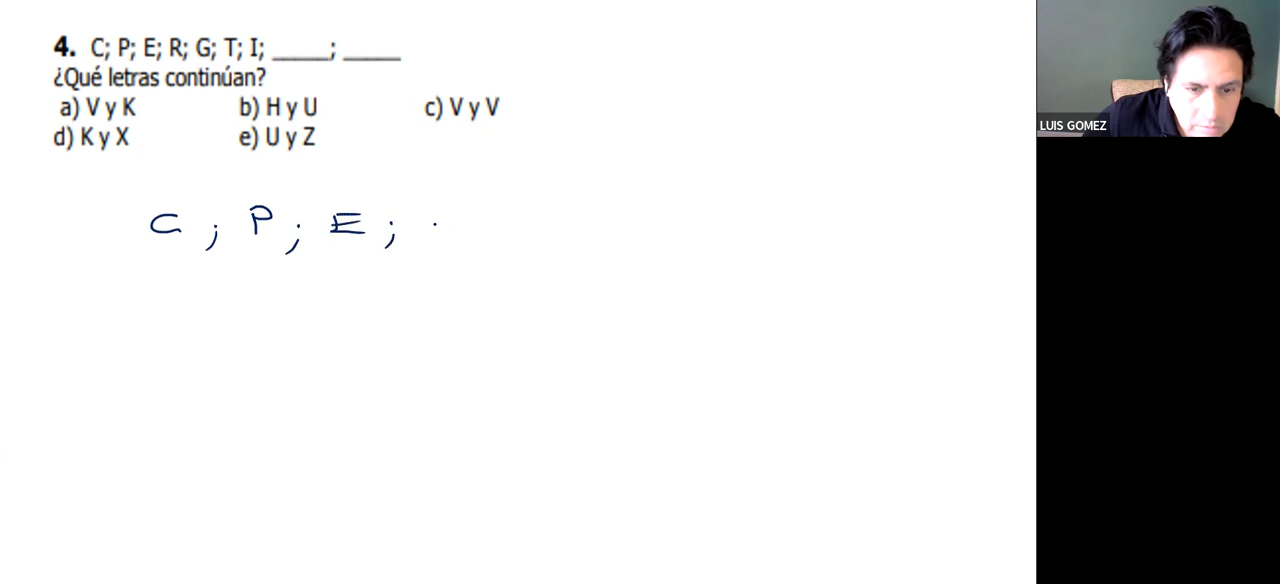 4. C; P; E; R; G; T; I; _____; _____
¿Qué letras continúan?
a) V y K b) H y U c) V y V
d) K y X e) U y Z
C ; P ; E ;
LUIS GOMEZ